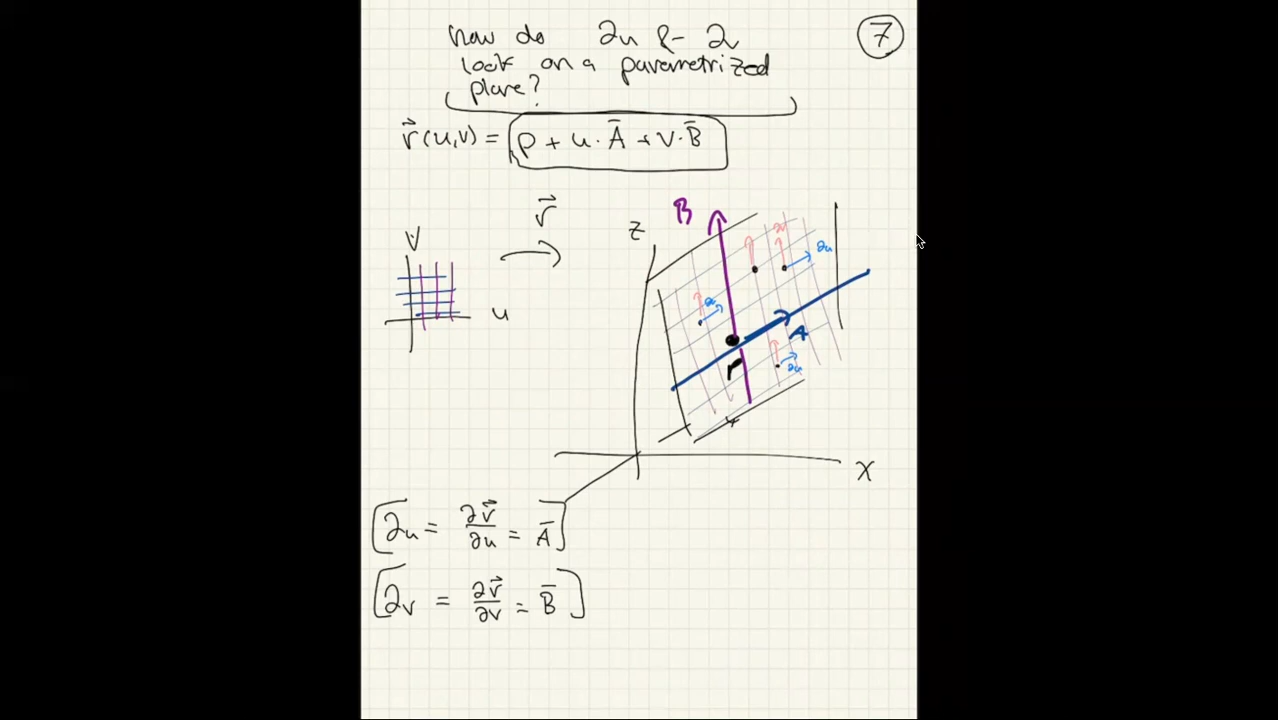 How do ∂u & ∂v
look on a parametrized
plane?
7
r⃗(u,v) = p + u·A̅ + v·B̅
r⃗
V
u
Z
B
∂v
∂u
A
p
∂u
X
∂u = ∂r⃗/∂u = A̅
∂v = ∂r⃗/∂v = B̅